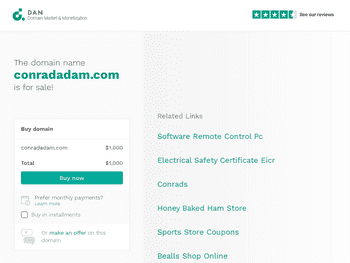 DAN
Domain Market & Monetization
See our reviews
The domain name
conradadam.com
is for sale!
Buy domain
conradadam.com $1,000
Total $1,000
Buy now
Prefer monthly payments?
Learn more
Buy in installments
Or make an offer on this
domain
Related Links
Software Remote Control Pc
Electrical Safety Certificate Eicr
Conrads
Honey Baked Ham Store
Sports Store Coupons
Bealls Shop Online